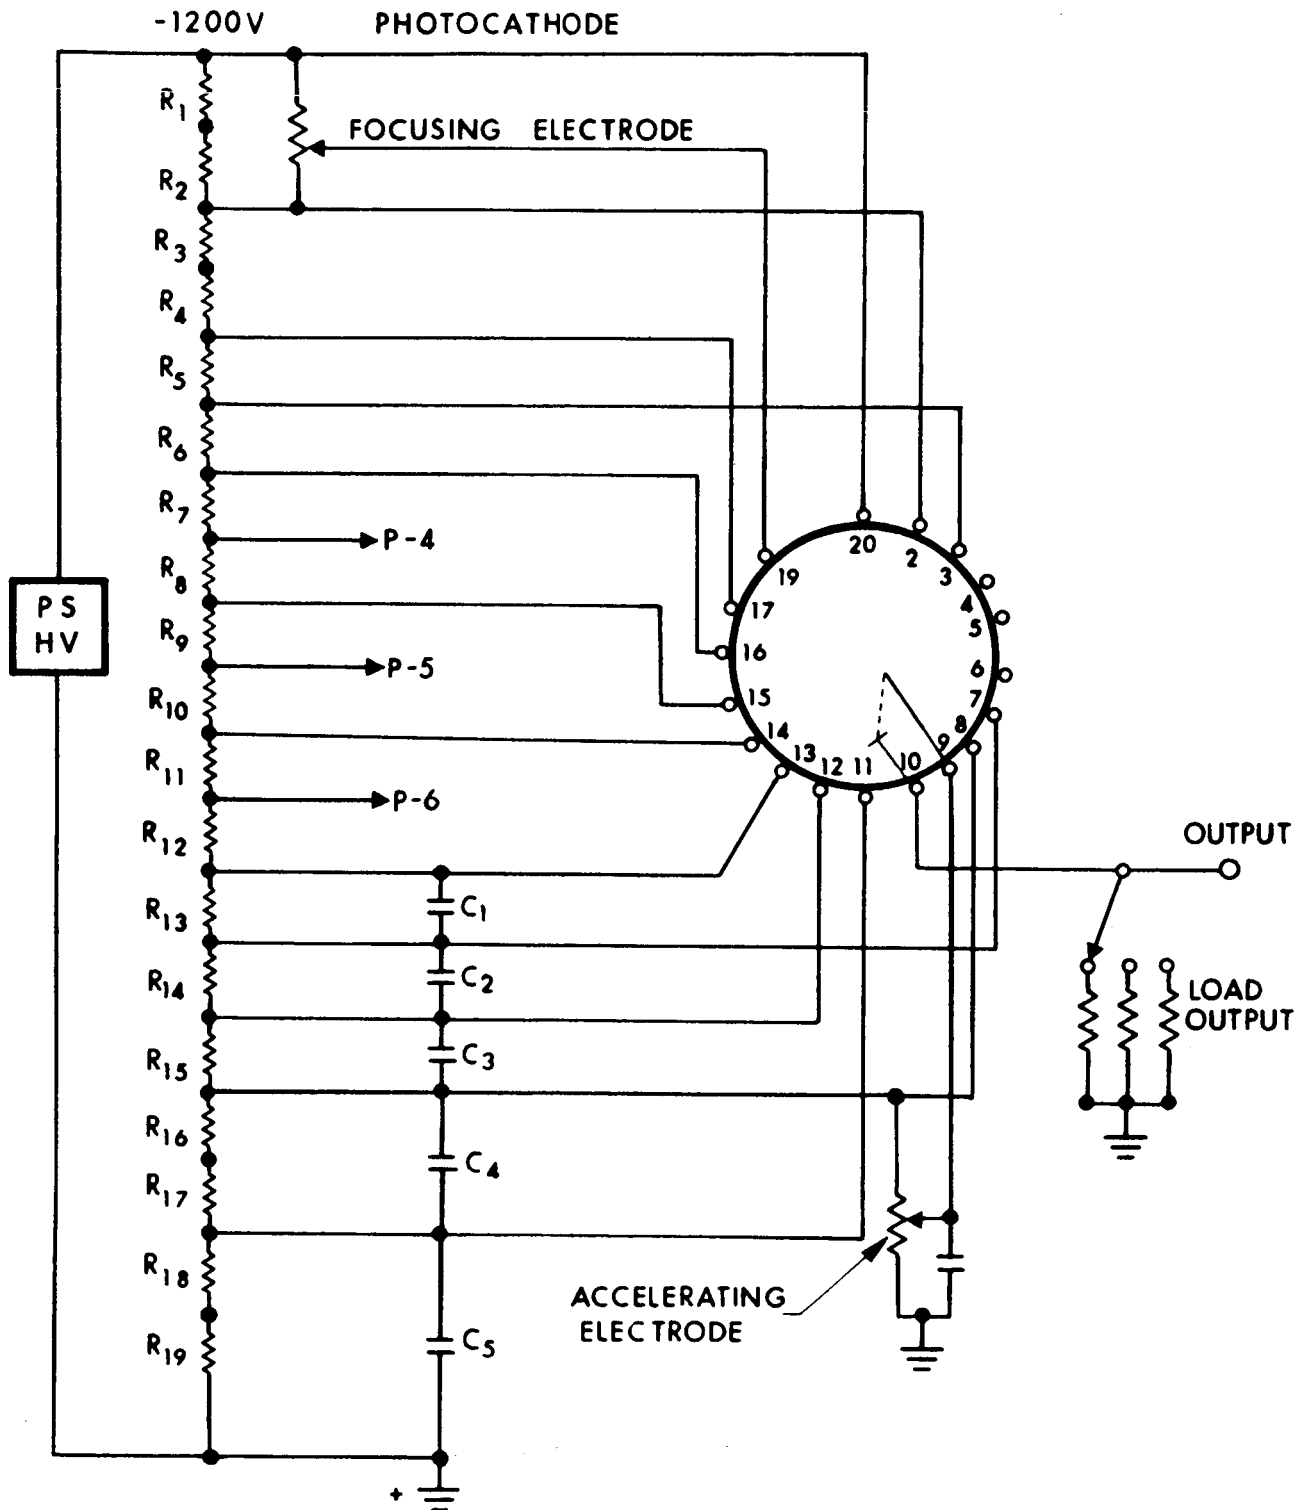 -1200V PHOTOCATHODE
R1
FOCUSING ELECTRODE
R2
R3
R4
R5
R6
R7
P-4
R8
PS
HV
R9
P-5
R10
R11
P-6
R12
20
2
3
4
5
6
7
8
9
10
11
12
13
14
15
16
17
19
OUTPUT
R13
C1
R14
C2
LOAD
OUTPUT
R15
C3
R16
C4
R17
R18
ACCELERATING
ELECTRODE
R19
C5
+